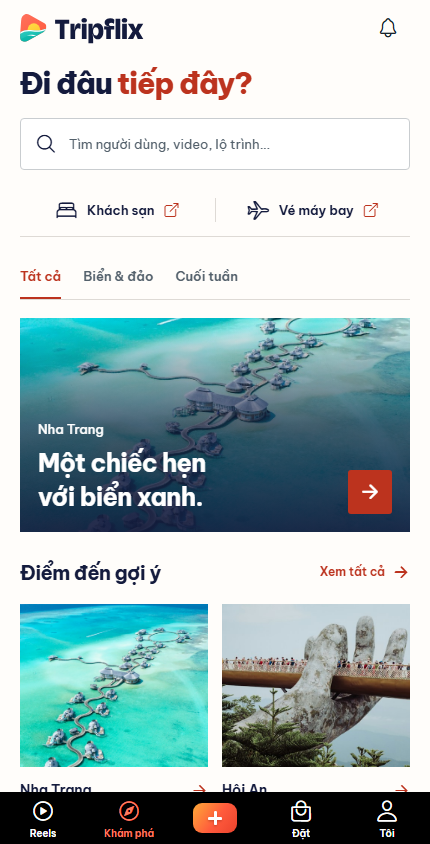 Tripflix
Đi đâu tiếp đây?
Tìm người dùng, video, lộ trình...
Khách sạn
Vé máy bay
Tất cả
Biển & đảo
Cuối tuần
Nha Trang
Một chiếc hẹn
với biển xanh.
Điểm đến gợi ý
Xem tất cả
Nha Trang
Hội An
Reels
Khám phá
Đặt
Tôi